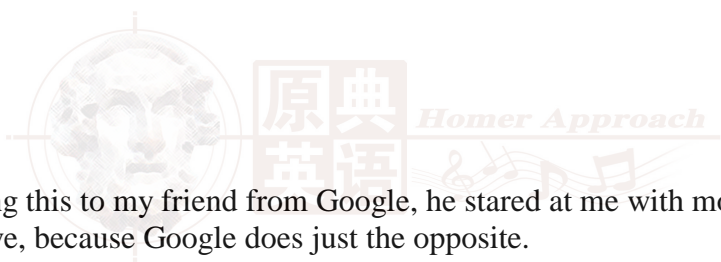 原典
Homer Approach
英语
ng this to my friend from Google, he stared at me with mo
ve, because Google does just the opposite.